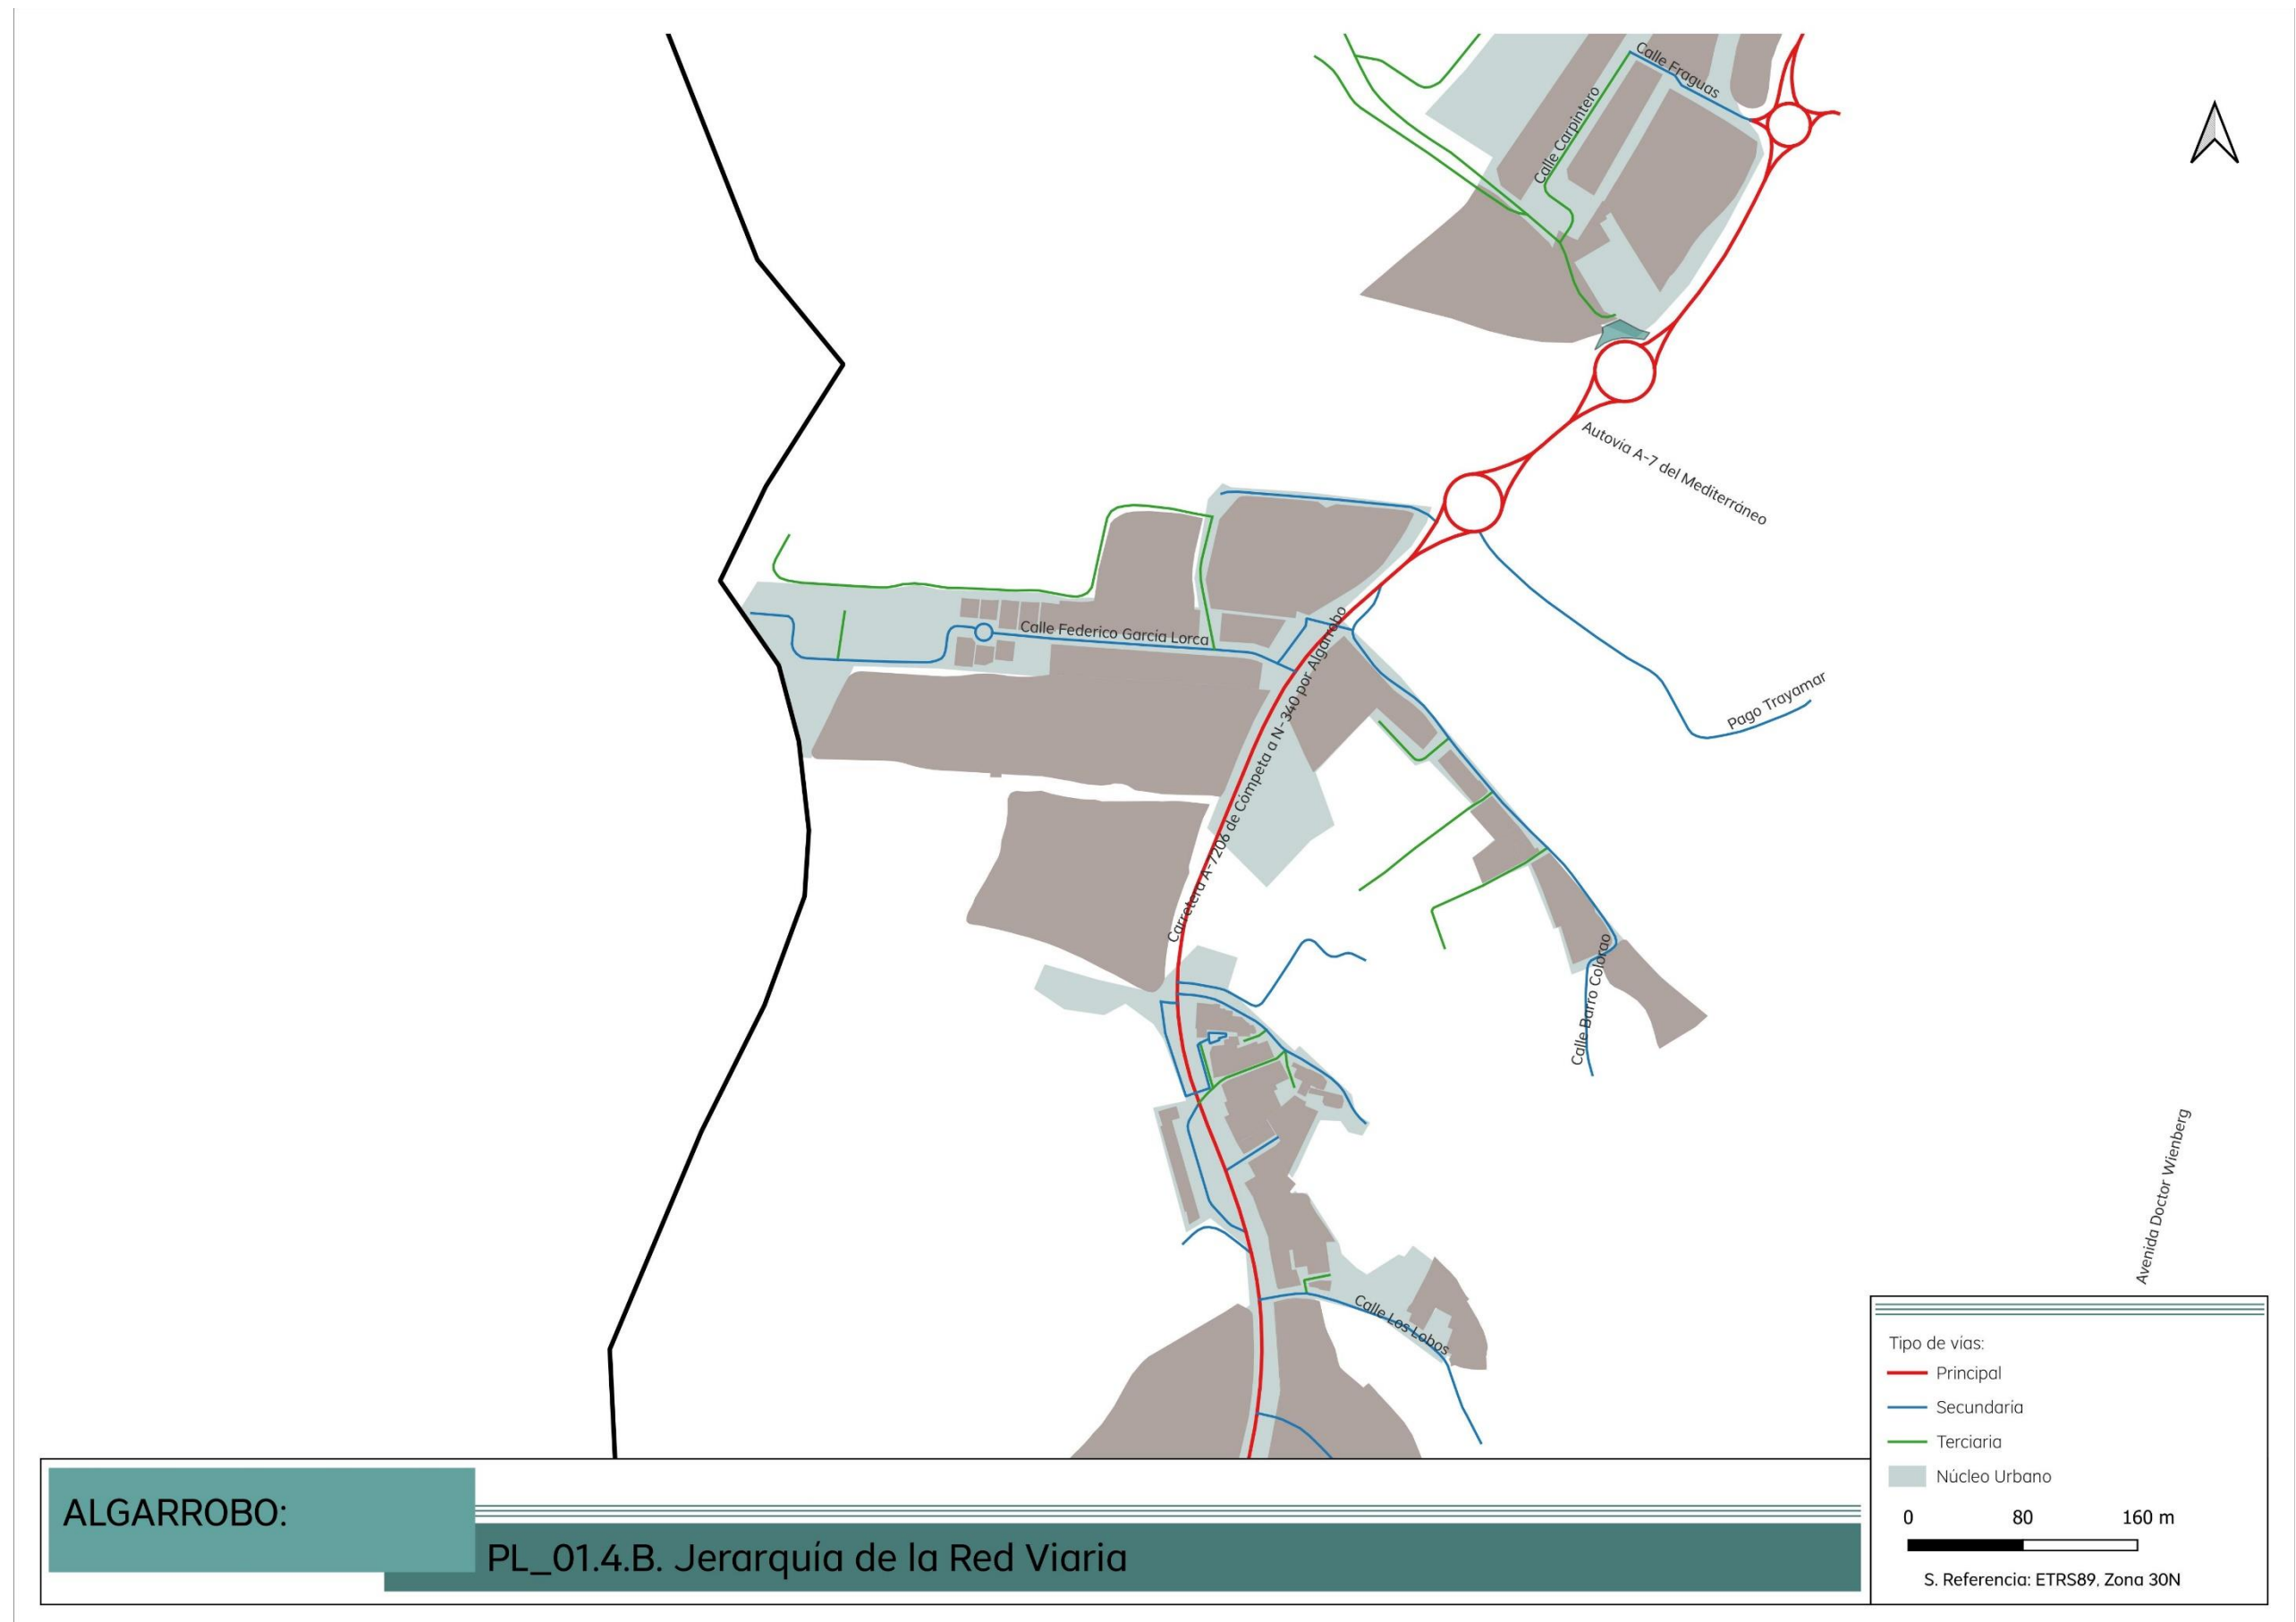 Calle Fraguas
Calle Carpintero
Autovia A-7 del Mediterráneo
Calle Federico García Lorca
Carretera A-7206 de Cómpeta a N-340 por Algarrobo
Pago Trayamar
Calle Barro Colorao
Avenida Doctor Wienberg
Calle Los Lobos
Tipo de vías:
Principal
Secundaria
Terciaria
Núcleo Urbano
0 80 160 m
S. Referencia: ETRS89, Zona 30N
ALGARROBO:
PL_01.4.B. Jerarquía de la Red Viaria